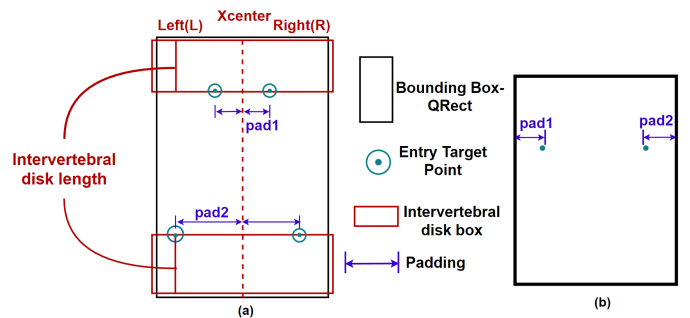 Xcenter
Left(L)
Right(R)
pad1
Intervertebral
disk length
pad2
(a)
Bounding Box-
QRect
Entry Target
Point
Intervertebral
disk box
Padding
pad1
pad2
(b)